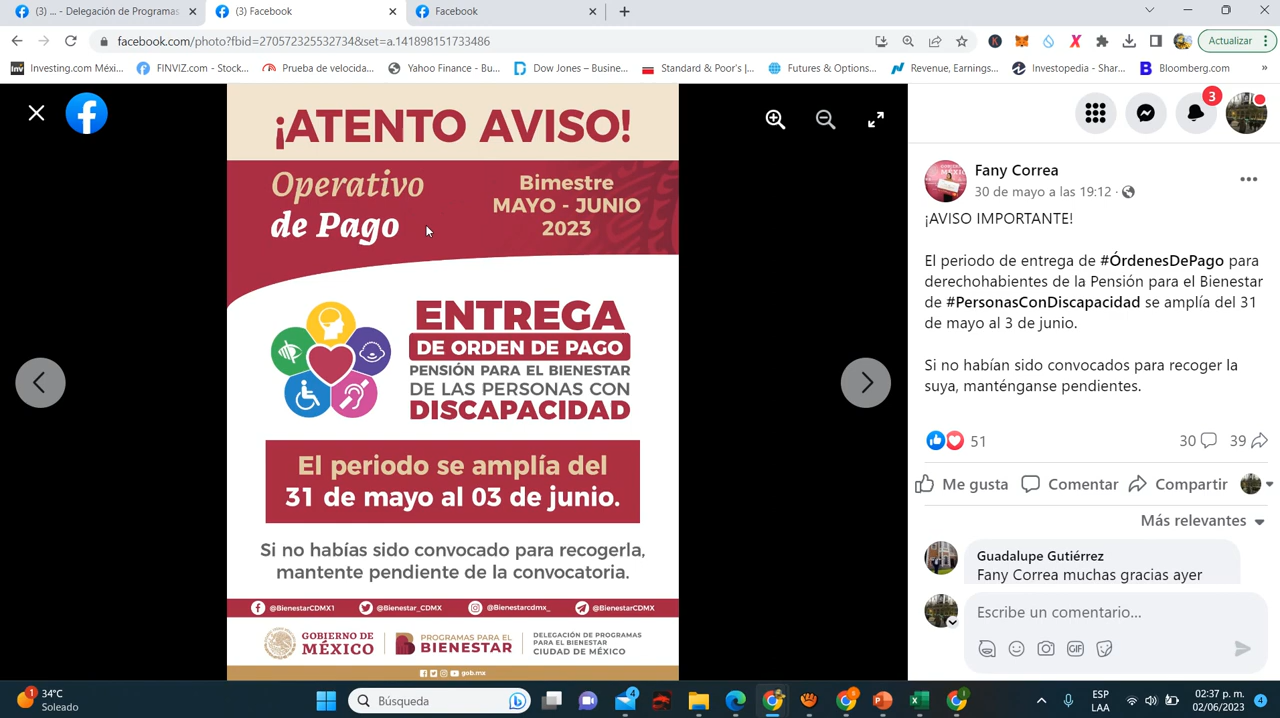 (3) ... - Delegación de Programas
(3) Facebook
Facebook
facebook.com/photo?fbid=270572325532734&set=a.141898151733486
Actualizar
Investing.com Méxi...
FINVIZ.com - Stock...
Prueba de velocida...
Yahoo Finance - Bu...
Dow Jones – Busine...
Standard & Poor's |...
Futures & Options...
Revenue, Earnings...
Investopedia - Shar...
Bloomberg.com
»
¡ATENTO AVISO!
Operativo
de Pago
Bimestre
MAYO - JUNIO
2023
ENTREGA
DE ORDEN DE PAGO
PENSIÓN PARA EL BIENESTAR
DE LAS PERSONAS CON
DISCAPACIDAD
El periodo se amplía del
31 de mayo al 03 de junio.
Si no habías sido convocado para recogerla,
mantente pendiente de la convocatoria.
@BienestarCDMX1
@Bienestar_CDMX
@Bienestarcdmx_
@BienestarCDMX
GOBIERNO DE
MÉXICO
PROGRAMAS PARA EL
BIENESTAR
DELEGACIÓN DE PROGRAMAS
PARA EL BIENESTAR
CIUDAD DE MÉXICO
gob.mx
3
Fany Correa
30 de mayo a las 19:12 ·
¡AVISO IMPORTANTE!
El periodo de entrega de #ÓrdenesDePago para
derechohabientes de la Pensión para el Bienestar
de #PersonasConDiscapacidad se amplía del 31
de mayo al 3 de junio.
Si no habían sido convocados para recoger la
suya, manténganse pendientes.
51
30
39
Me gusta
Comentar
Compartir
Más relevantes
Guadalupe Gutiérrez
Fany Correa muchas gracias ayer
Escribe un comentario...
GIF
1
34°C
Soleado
Búsqueda
4
3
ESP
LAA
02:37 p. m.
02/06/2023
4